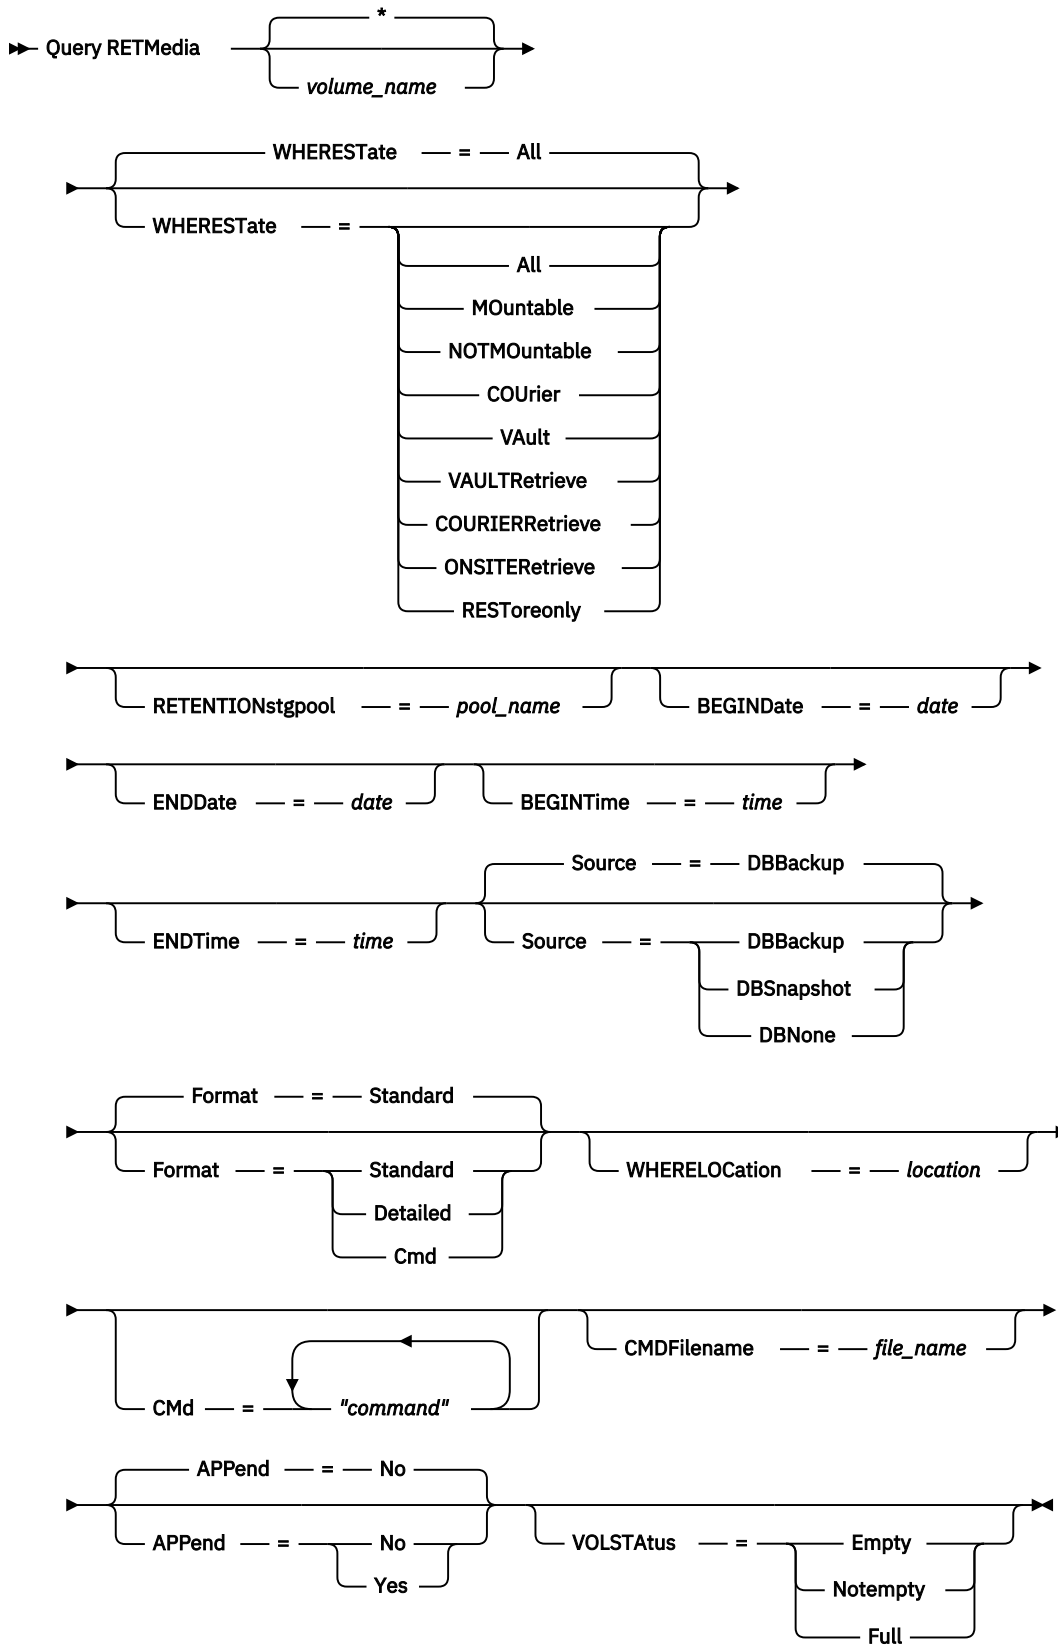 *
Query RETMedia
volume_name
WHERESTate = All
WHERESTate =
All
MOuntable
NOTMOuntable
COUrier
VAult
VAULTRetrieve
COURIERRetrieve
ONSITERetrieve
RESToreonly
RETENTIONstgpool = pool_name BEGINDate = date
ENDDate = date BEGINTime = time
Source = DBBackup
ENDTime = time Source = DBBackup
DBSnapshot
DBNone
Format = Standard
Format = Standard WHERELOCation = location
Detailed
Cmd
CMDFilename = file_name
CMd = "command"
APPend = No
APPend = No VOLSTAtus = Empty
Yes Notempty
Full